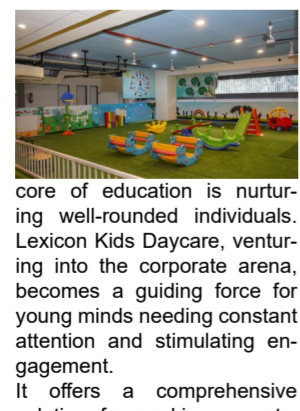 core of education is nurtur-
ing well-rounded individuals.
Lexicon Kids Daycare, ventur-
ing into the corporate arena,
becomes a guiding force for
young minds needing constant
attention and stimulating en-
gagement.
It offers a comprehensive